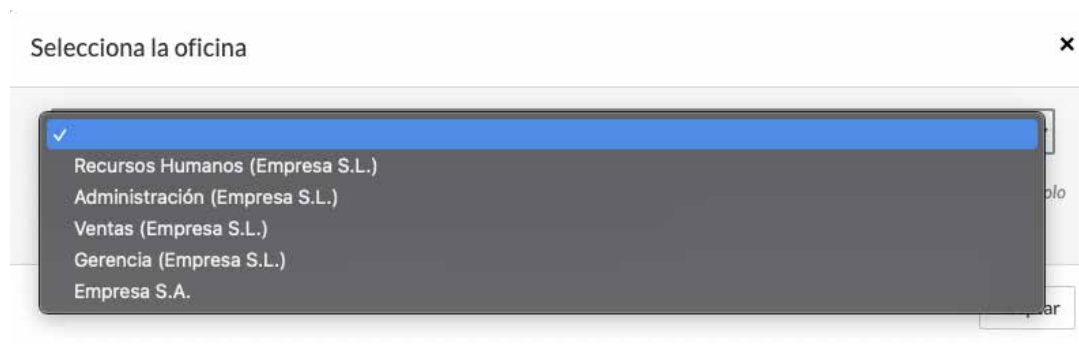 Selecciona la oficina
Recursos Humanos (Empresa S.L.)
Administración (Empresa S.L.)
Ventas (Empresa S.L.)
Gerencia (Empresa S.L.)
Empresa S.A.